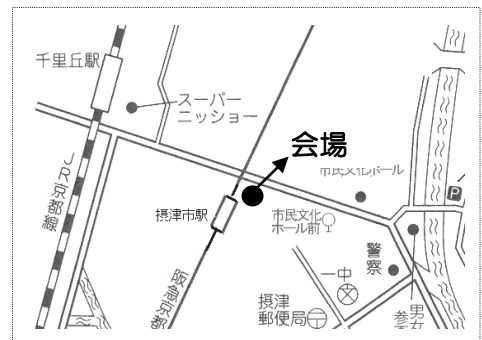 千里丘駅
スーパー
ニッショー
会場
市民文化ホール
JR京都線
摂津市駅
市民文化
ホール前
P
警察
一中
阪急京都
摂津
郵便局
男女